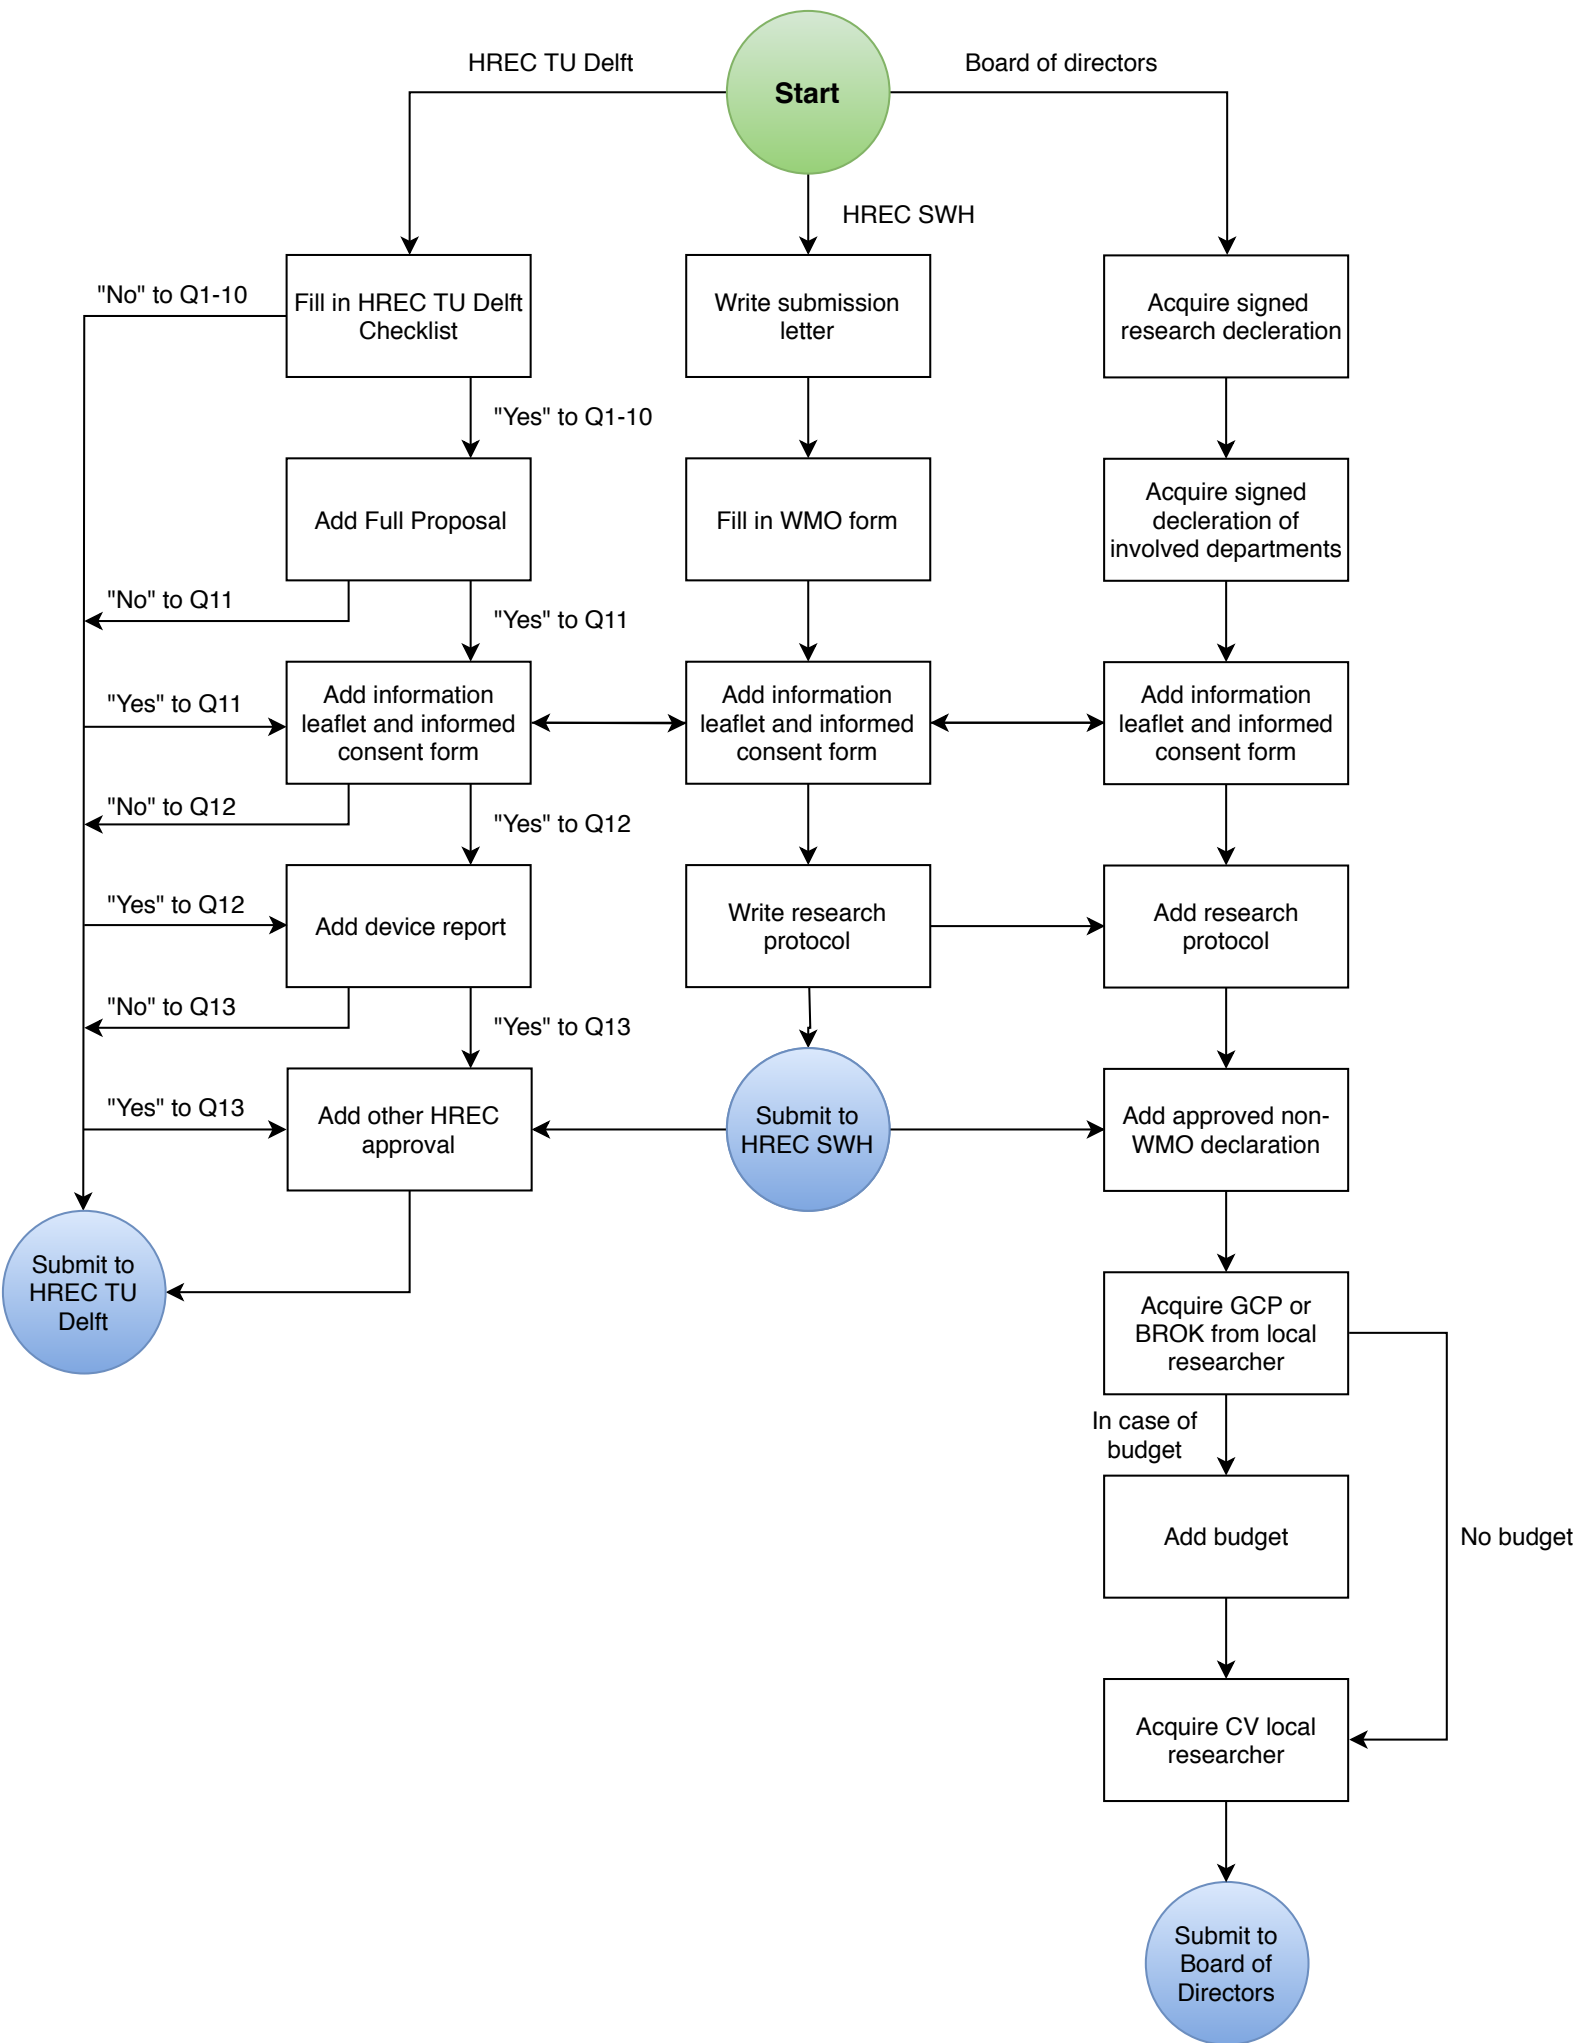 HREC TU Delft
Board of directors
Start
HREC SWH
"No" to Q1-10
Fill in HREC TU Delft
Checklist
Write submission
letter
Acquire signed
research decleration
"Yes" to Q1-10
Add Full Proposal
Fill in WMO form
Acquire signed
decleration of
involved departments
"No" to Q11
"Yes" to Q11
"Yes" to Q11
Add information
leaflet and informed
consent form
Add information
leaflet and informed
consent form
Add information
leaflet and informed
consent form
"No" to Q12
"Yes" to Q12
"Yes" to Q12
Add device report
Write research
protocol
Add research
protocol
"No" to Q13
"Yes" to Q13
"Yes" to Q13
Add other HREC
approval
Submit to
HREC SWH
Add approved non-
WMO declaration
Submit to
HREC TU
Delft
Acquire GCP or
BROK from local
researcher
In case of
budget
Add budget
No budget
Acquire CV local
researcher
Submit to
Board of
Directors